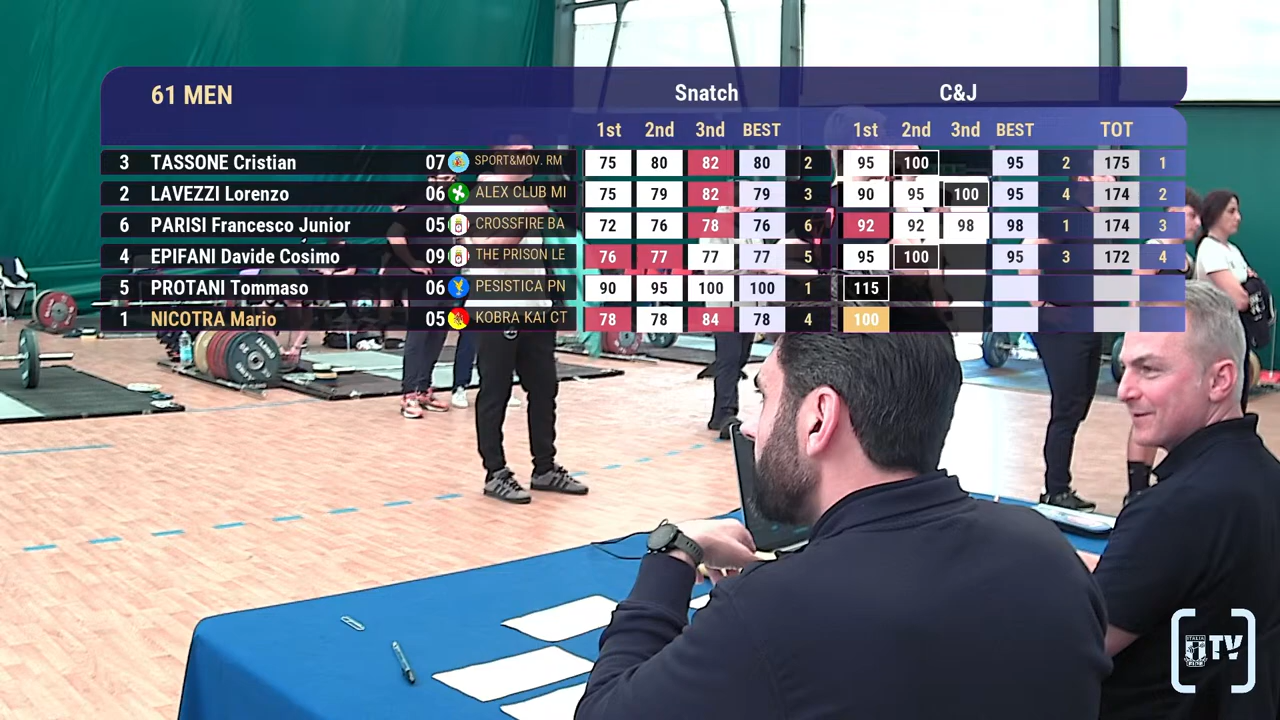 61 MEN Snatch C&J
1st 2nd 3rd BEST 1st 2nd 3rd BEST TOT
3 TASSONE Cristian 07 SPORT&MOV. RM 75 80 82 80 2 95 100 95 2 175 1
2 LAVEZZI Lorenzo 06 ALEX CLUB MI 75 79 82 79 3 90 95 100 95 4 174 2
6 PARISI Francesco Junior 05 CROSSFIRE BA 72 76 78 76 6 92 92 98 98 1 174 3
4 EPIFANI Davide Cosimo 09 THE PRISON LE 76 77 77 77 5 95 100 95 3 172 4
5 PROTANI Tommaso 06 PESISTICA PN 90 95 100 100 1 115
1 NICOTRA Mario 05 KOBRA KAI CT 78 78 84 78 4 100
ITALIA
TV